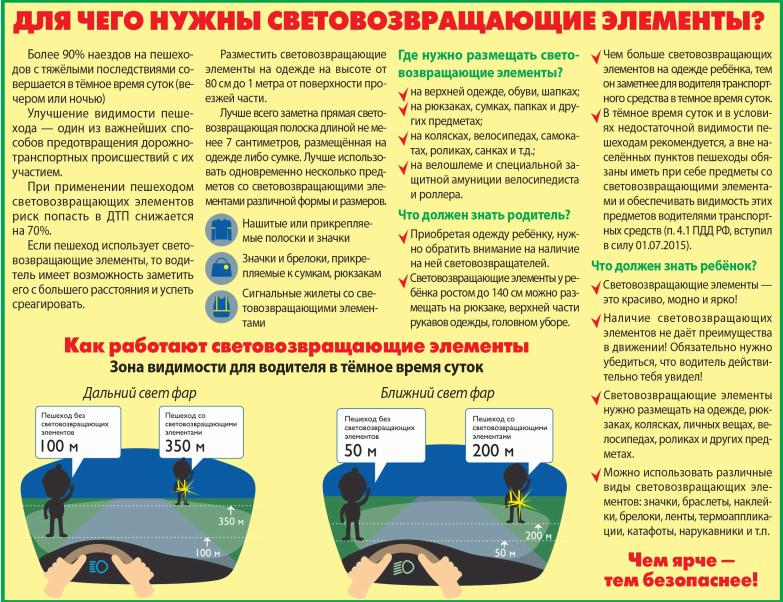 ДЛЯ ЧЕГО НУЖНЫ СВЕТОВОЗВРАЩАЮЩИЕ ЭЛЕМЕНТЫ?
Более 90% наездов на пешехо-
дов с тяжёлыми последствиями со-
вершается в тёмное время суток (ве-
чером или ночью)
Улучшение видимости пеше-
хода — один из важнейших спо-
собов предотвращения дорожно-
транспортных происшествий с их
участием.
При применении пешеходом
световозвращающих элементов
риск попасть в ДТП снижается
на 70%.
Если пешеход использует свето-
возвращающие элементы, то води-
тель имеет возможность заметить
его с большего расстояния и успеть
среагировать.
Разместить световозвращающие
элементы на одежде на высоте от
80 см до 1 метра от поверхности про-
езжей части.
Лучше всего заметна прямая свето-
возвращающая полоска длиной не ме-
нее 7 сантиметров, размещённая на
одежде либо сумке. Лучше использо-
вать одновременно несколько пред-
метов со световозвращающими эле-
ментами различной формы и размеров.
Нашитые или прикрепляе-
мые полоски и значки
Значки и брелоки, прикре-
пляемые к сумкам, рюкзакам
Сигнальные жилеты со све-
товозвращающими элемен-
тами
Где нужно размещать свето-
возвращающие элементы?
на верхней одежде, обуви, шапках;
на рюкзаках, сумках, папках и дру-
гих предметах;
на колясках, велосипедах, самока-
тах, роликах, санках и т.д.;
на велошлеме и специальной за-
щитной амуниции велосипедиста
и роллера.
Что должен знать родитель?
Приобретая одежду ребёнку, нуж-
но обратить внимание на наличие
на ней световозвращателей.
Световозвращающие элементы у ре-
бёнка ростом до 140 см можно раз-
мещать на рюкзаке, верхней части
рукавов одежды, головном уборе.
Чем больше световозвращающих
элементов на одежде ребёнка, тем
он заметнее для водителя транспорт-
ного средства в темное время суток.
В тёмное время суток и в услови-
ях недостаточной видимости пе-
шеходам рекомендуется, а вне на-
селённых пунктов пешеходы обя-
заны иметь при себе предметы со
световозвращающими элемента-
ми и обеспечивать видимость этих
предметов водителями транспорт-
ных средств (п. 4.1 ПДД РФ, вступил
в силу 01.07.2015).
Что должен знать ребёнок?
Световозвращающие элементы —
это красиво, модно и ярко!
Наличие световозвращающих
элементов не даёт преимущества
в движении! Обязательно нужно
убедиться, что водитель действи-
тельно тебя увидел!
Световозвращающие элементы
нужно размещать на одежде, рюк-
заках, колясках, личных вещах, ве-
лосипедах, роликах и других пред-
метах.
Можно использовать различные
виды световозвращающих элемен-
тов: значки, браслеты, наклей-
ки, брелоки, ленты, термоапплика-
ции, катафоты, нарукавники и т.п.
Чем ярче —
тем безопаснее!
Как работают световозвращающие элементы
Зона видимости для водителя в тёмное время суток
Дальний свет фар
Пешеход без
световозвращающих
элементов
100 м
Пешеход со
световозвращающими
элементами
350 м
350 м
100 м
Ближний свет фар
Пешеход без
световозвращающих
элементов
50 м
Пешеход со
световозвращающими
элементами
200 м
200 м
50 м